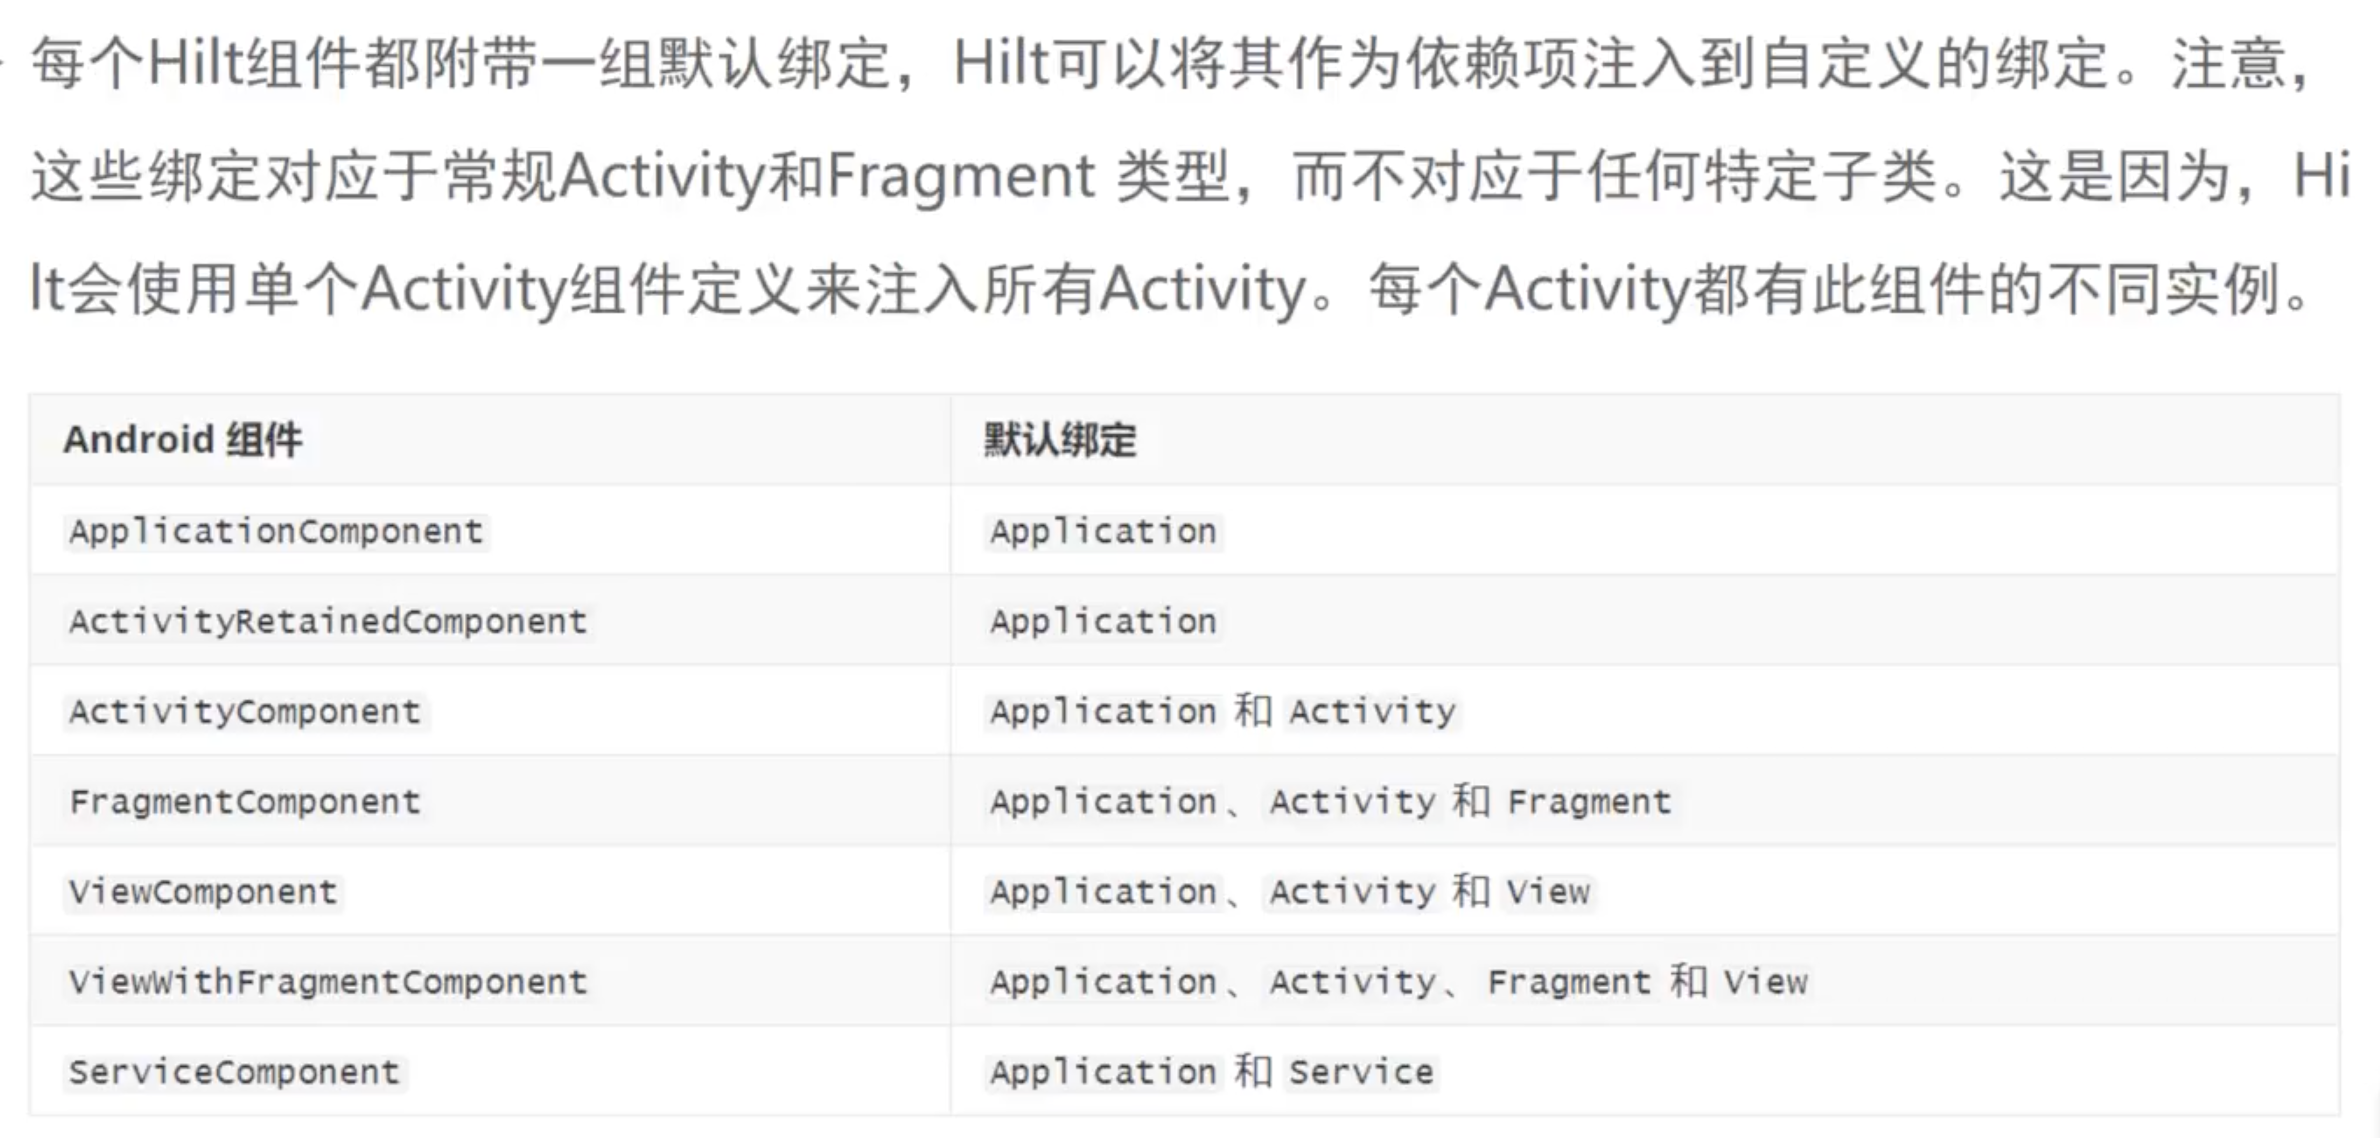 每个Hilt组件都附带一组默认绑定，Hilt可以将其作为依赖项注入到自定义的绑定。注意，
这些绑定对应于常规Activity和Fragment 类型，而不对应于任何特定子类。这是因为，Hi
lt会使用单个Activity组件定义来注入所有Activity。每个Activity都有此组件的不同实例。
Android 组件 默认绑定
ApplicationComponent Application
ActivityRetainedComponent Application
ActivityComponent Application 和 Activity
FragmentComponent Application、Activity 和 Fragment
ViewComponent Application、Activity 和 View
ViewWithFragmentComponent Application、Activity、Fragment 和 View
ServiceComponent Application 和 Service